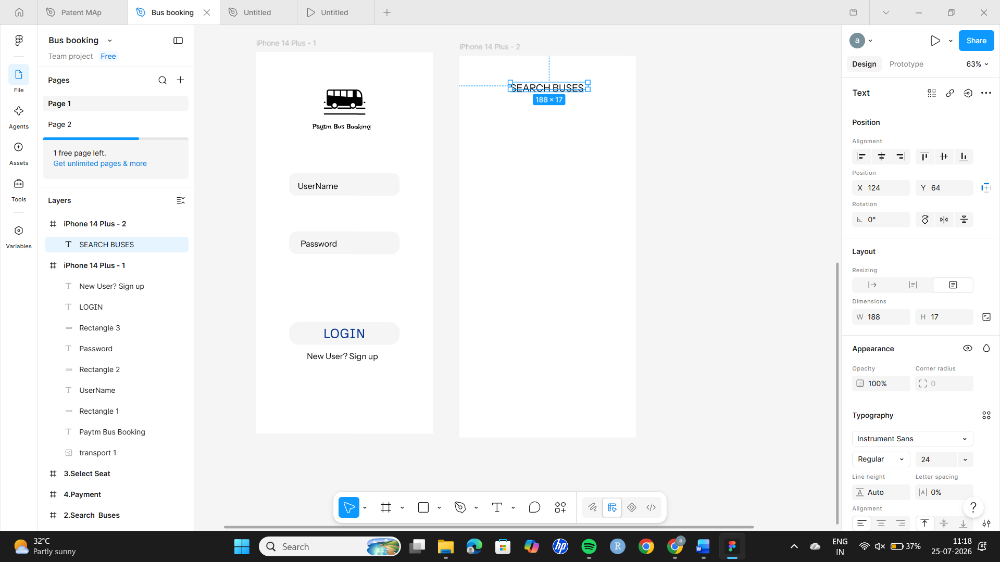 Patent MAp
Bus booking
Untitled
Untitled
Bus booking
Team project Free
File
Agents
Assets
Tools
Variables
Pages
Page 1
Page 2
1 free page left.
Get unlimited pages & more
Layers
iPhone 14 Plus - 2
SEARCH BUSES
iPhone 14 Plus - 1
New User? Sign up
LOGIN
Rectangle 3
Password
Rectangle 2
UserName
Rectangle 1
Paytm Bus Booking
transport 1
3.Select Seat
4.Payment
2.Search Buses
iPhone 14 Plus - 1
Paytm Bus Booking
UserName
Password
LOGIN
New User? Sign up
iPhone 14 Plus - 2
SEARCH BUSES
188 × 17
a
Share
Design Prototype 63%
Text
Position
Alignment
Position
X 124 Y 64
Rotation
0°
Layout
Resizing
Dimensions
W 188 H 17
Appearance
Opacity Corner radius
100% 0
Typography
Instrument Sans
Regular 24
Line height Letter spacing
Auto 0%
Alignment
?
32°C
Partly sunny
Search
hp
R
a
W
ENG
IN
37%
11:18
25-07-2026